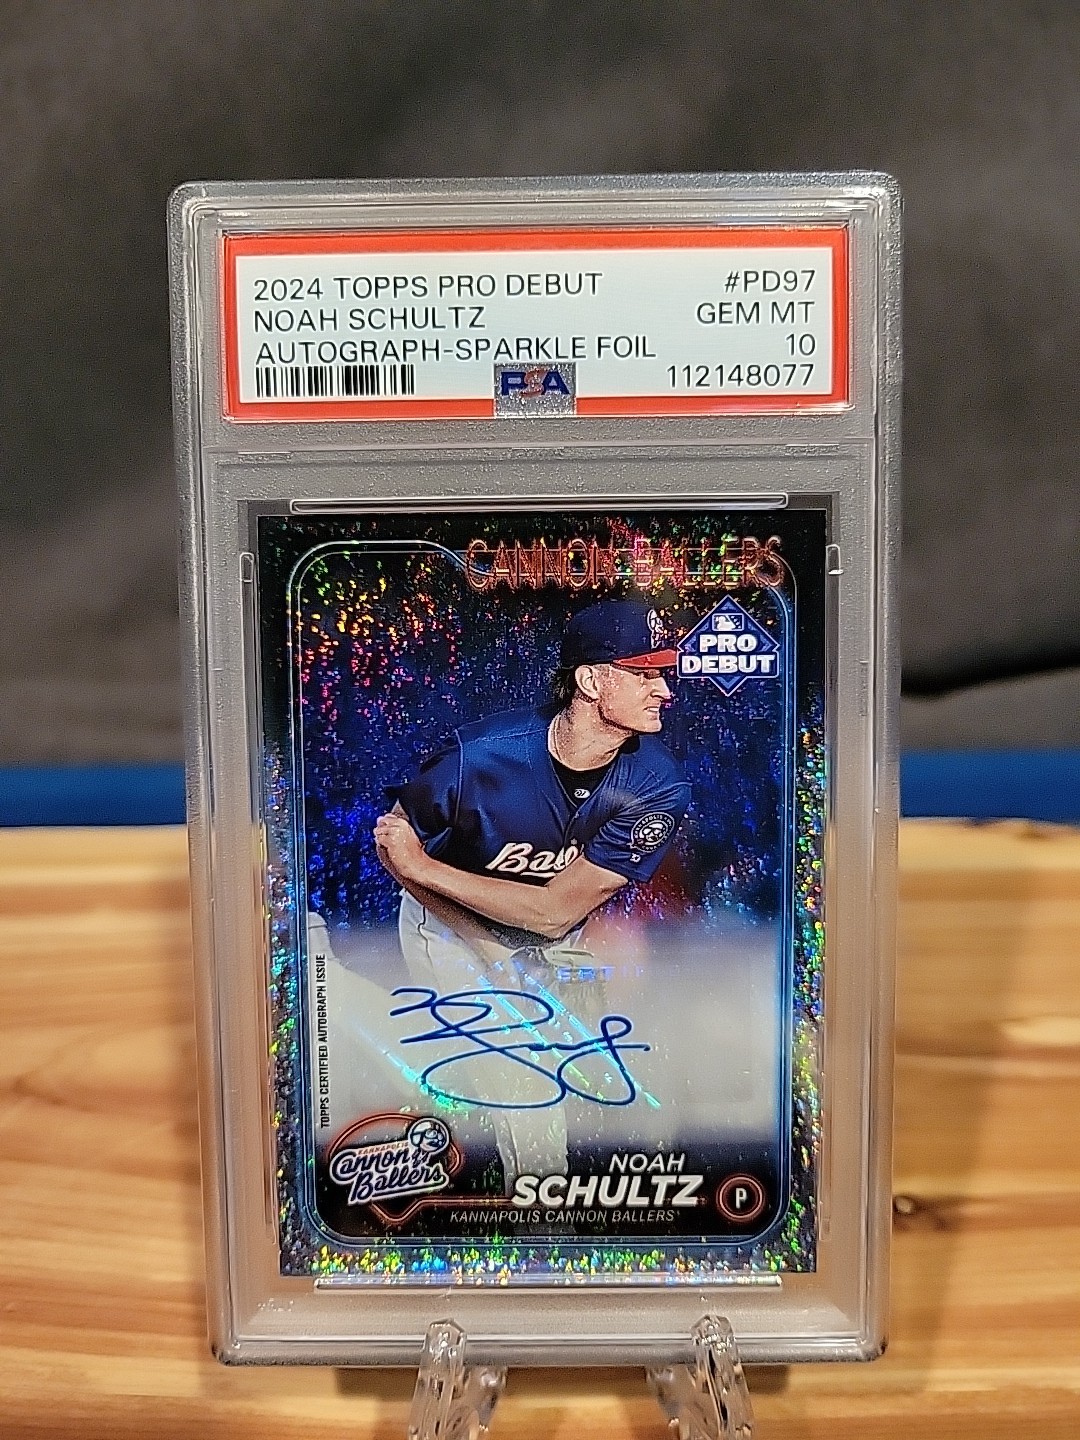 2024 TOPPS PRO DEBUT #PD97
NOAH SCHULTZ GEM MT
AUTOGRAPH-SPARKLE FOIL 10
PSA 112148077
CANNON BALLERS
PRO
DEBUT
TOPPS CERTIFIED AUTOGRAPH ISSUE
KANNAPOLIS
Cannon
Ballers
NOAH
SCHULTZ P
KANNAPOLIS CANNON BALLERS